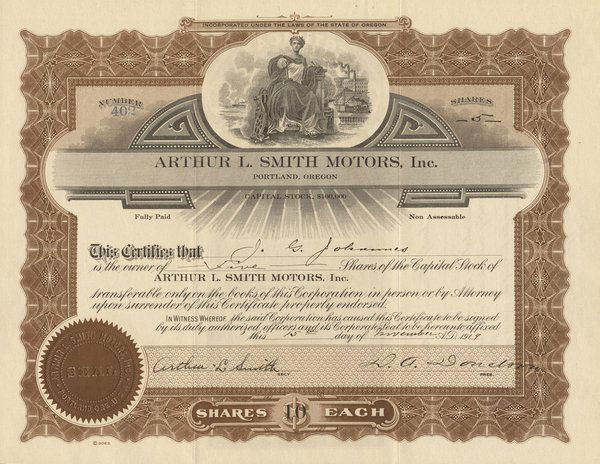 INCORPORATED UNDER THE LAWS OF THE STATE OF OREGON
NUMBER
402
SHARES
-5-
ARTHUR L. SMITH MOTORS, Inc.
PORTLAND, OREGON
CAPITAL STOCK, $100,000
Fully Paid
Non Assessable
This Certifies that J. G. Johannes
is the owner of Five Shares of the Capital Stock of
ARTHUR L. SMITH MOTORS, Inc.
transferable only on the books of this Corporation in person or by Attorney
upon surrender of this Certificate properly endorsed.
IN WITNESS WHEREOF, the said Corporation has caused this Certificate to be signed
by its duly authorized officers and its Corporate Seal to be hereunto affixed
this day of November A.D. 1919
Arthur L Smith
SECY.
D. A. Donelson
PRES.
SEAL
SHARES $10 EACH
© GOES